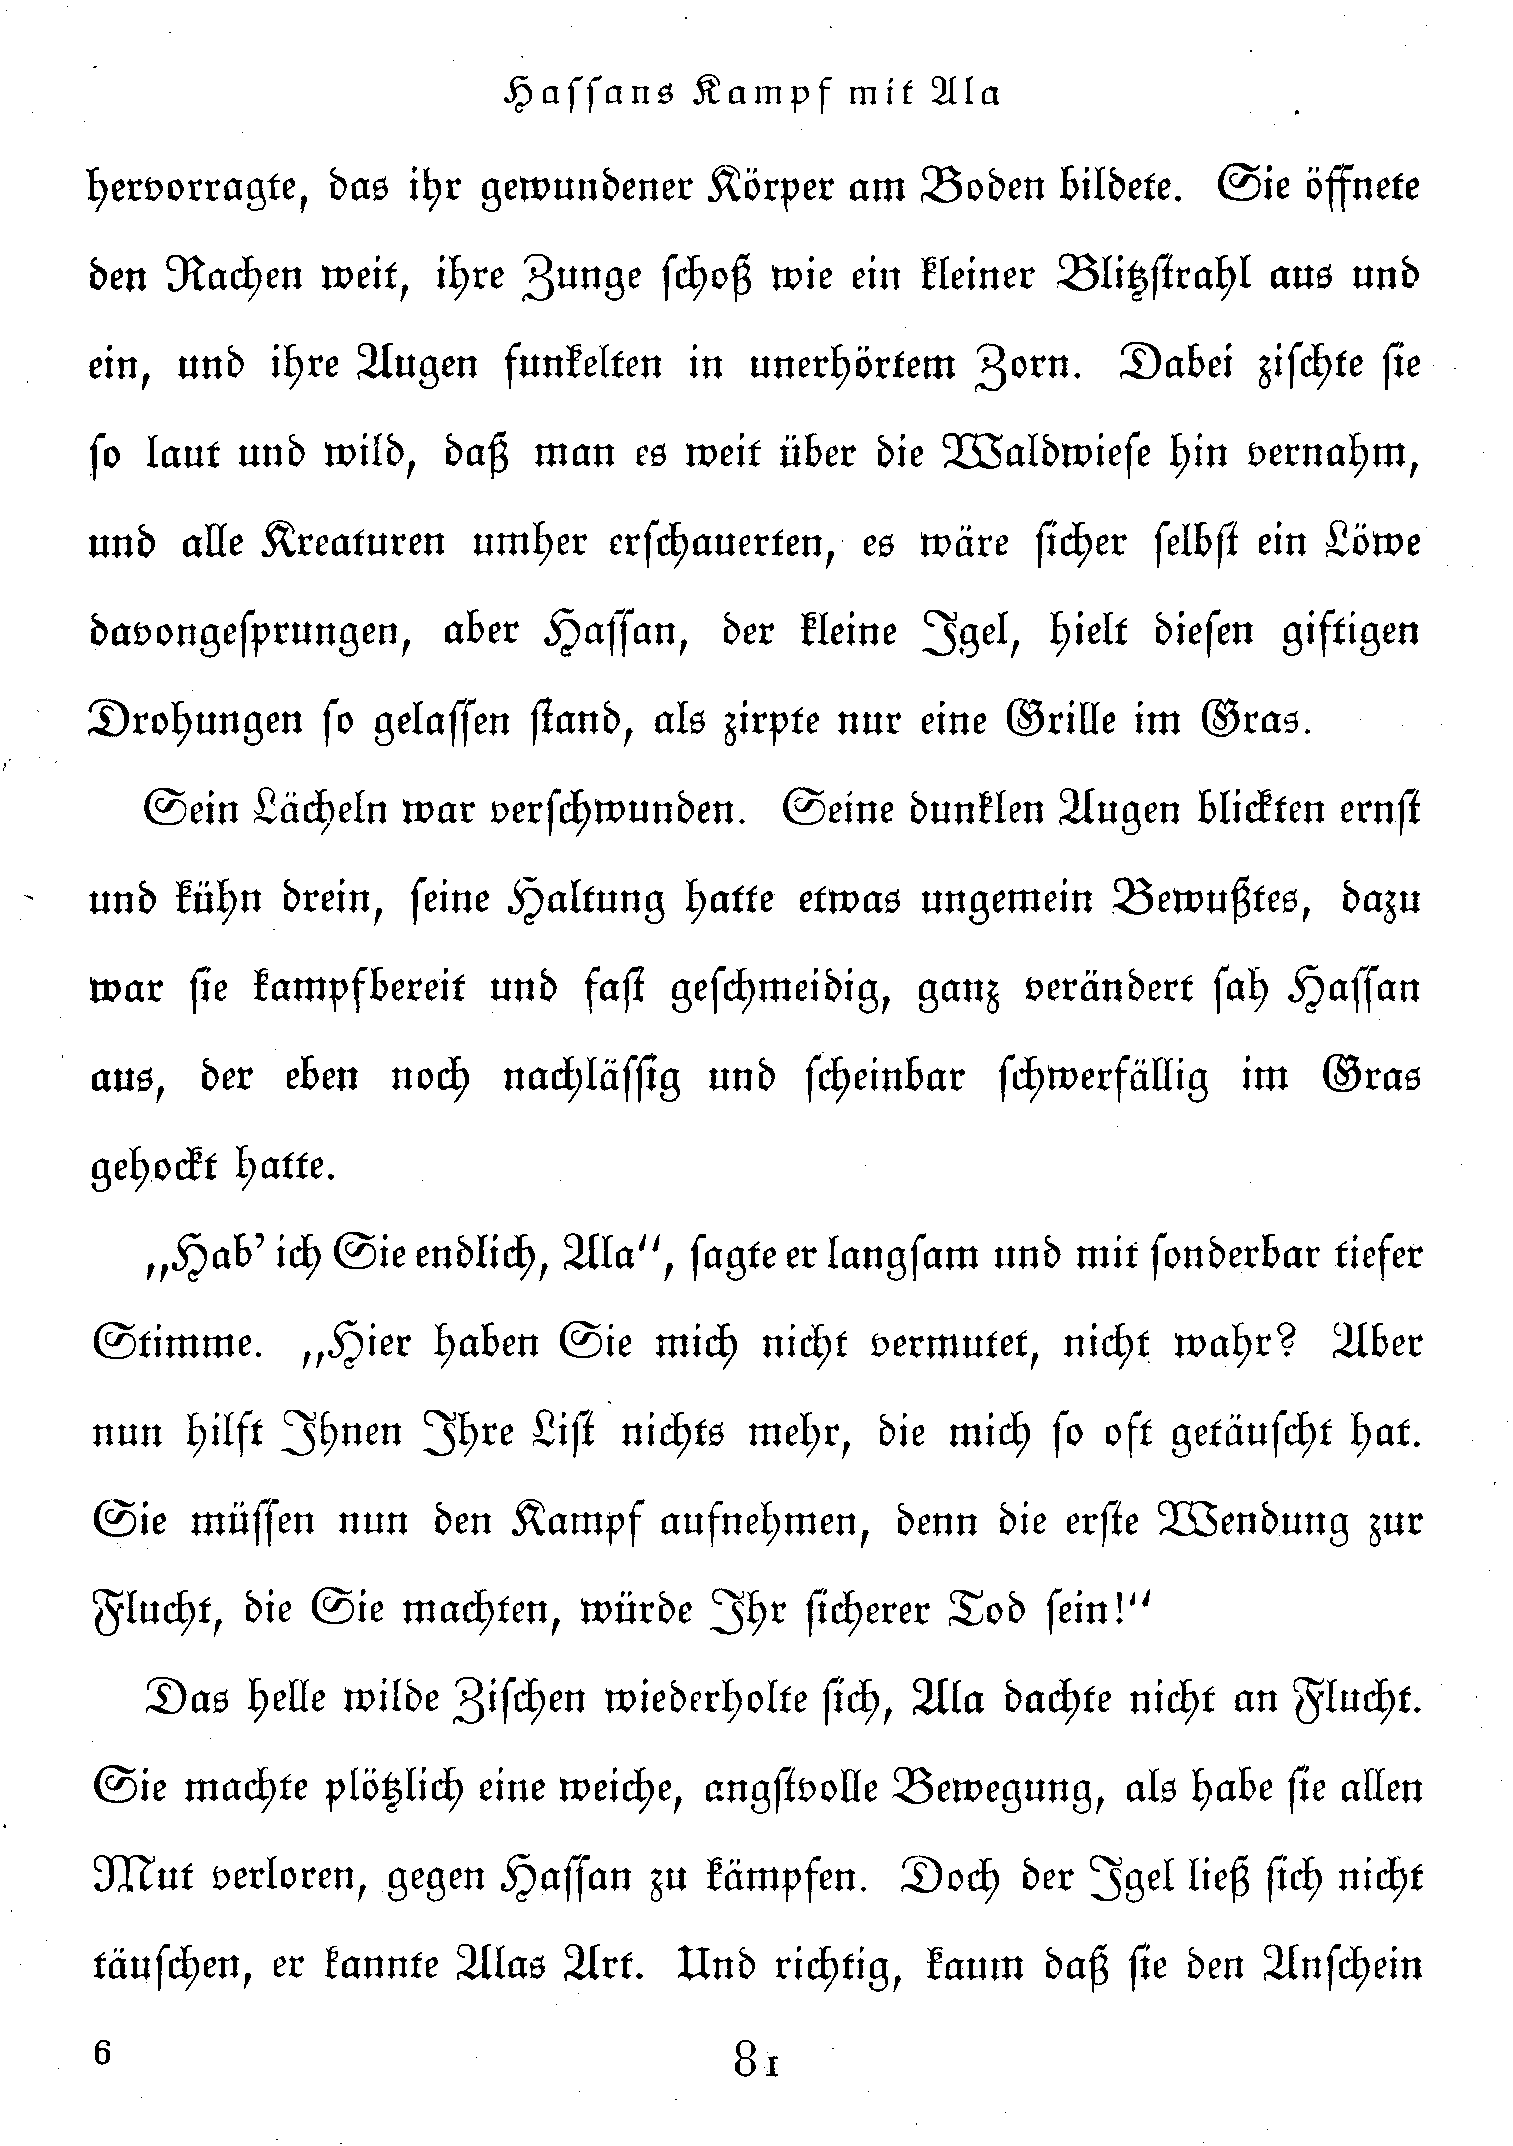 Hassans Kampf mit Ala
hervorragte, das ihr gewundener Körper am Boden bildete. Sie öffnete
den Rachen weit, ihre Zunge schoß wie ein kleiner Blitzstrahl aus und
ein, und ihre Augen funkelten in unerhörtem Zorn. Dabei zischte sie
so laut und wild, daß man es weit über die Waldwiese hin vernahm,
und alle Kreaturen umher erschauerten, es wäre sicher selbst ein Löwe
davongesprungen, aber Hassan, der kleine Igel, hielt diesen giftigen
Drohungen so gelassen stand, als zirpte nur eine Grille im Gras.
Sein Lächeln war verschwunden. Seine dunklen Augen blickten ernst
und kühn drein, seine Haltung hatte etwas ungemein Bewußtes, dazu
war sie kampfbereit und fast geschmeidig, ganz verändert sah Hassan
aus, der eben noch nachlässig und scheinbar schwerfällig im Gras
gehockt hatte.
„Hab' ich Sie endlich, Ala“, sagte er langsam und mit sonderbar tiefer
Stimme. „Hier haben Sie mich nicht vermutet, nicht wahr? Aber
nun hilft Ihnen Ihre List nichts mehr, die mich so oft getäuscht hat.
Sie müssen nun den Kampf aufnehmen, denn die erste Wendung zur
Flucht, die Sie machten, würde Ihr sicherer Tod sein!“
Das helle wilde Zischen wiederholte sich, Ala dachte nicht an Flucht.
Sie machte plötzlich eine weiche, angstvolle Bewegung, als habe sie allen
Mut verloren, gegen Hassan zu kämpfen. Doch der Igel ließ sich nicht
täuschen, er kannte Alas Art. Und richtig, kaum daß sie den Anschein
6 81